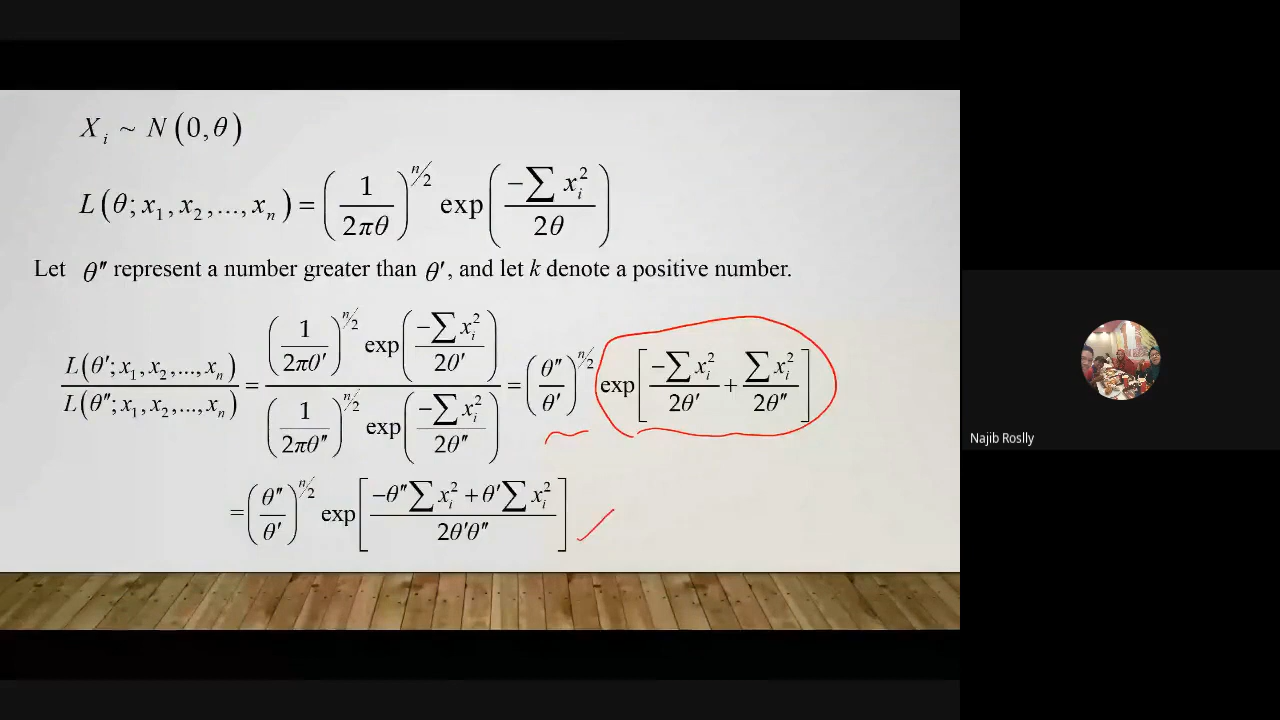 X_i ~ N(0,θ)
L(θ; x_1, x_2, ..., x_n) = (1/(2πθ))^{n/2} exp(−∑x_i^2/(2θ))
Let θ″ represent a number greater than θ′, and let k denote a positive number.
L(θ′; x_1, x_2, ..., x_n)/L(θ″; x_1, x_2, ..., x_n) = ((1/(2πθ′))^{n/2} exp(−∑x_i^2/(2θ′)))/((1/(2πθ″))^{n/2} exp(−∑x_i^2/(2θ″))) = (θ″/θ′)^{n/2} exp[−∑x_i^2/(2θ′) + ∑x_i^2/(2θ″)]
= (θ″/θ′)^{n/2} exp[(−θ″∑x_i^2 + θ′∑x_i^2)/(2θ′θ″)]
Najib Roslly